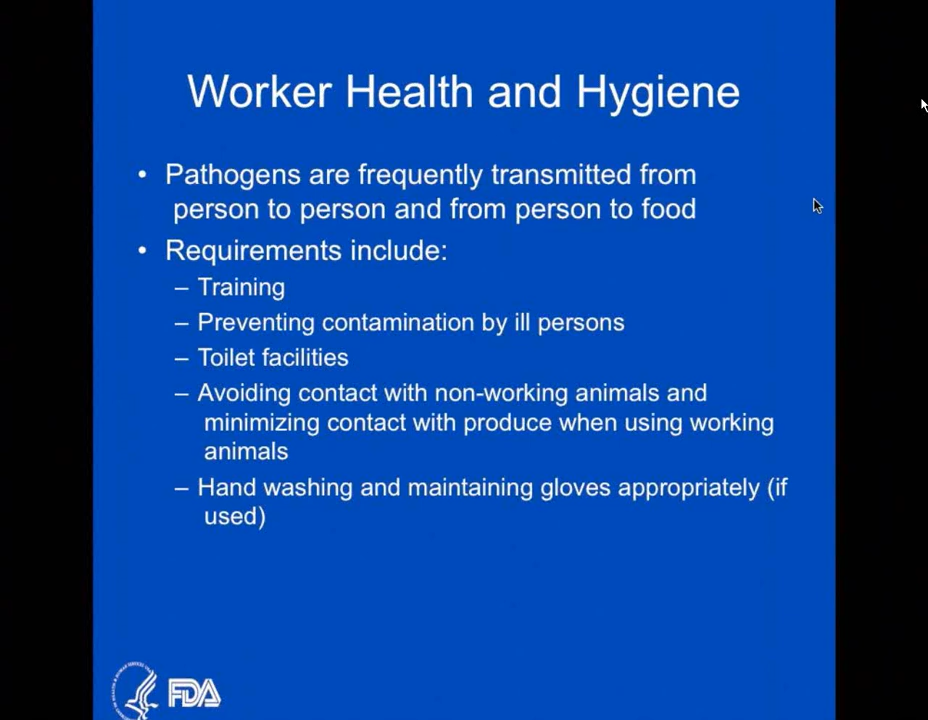 Worker Health and Hygiene
• Pathogens are frequently transmitted from
person to person and from person to food
• Requirements include:
– Training
– Preventing contamination by ill persons
– Toilet facilities
– Avoiding contact with non-working animals and
minimizing contact with produce when using working
animals
– Hand washing and maintaining gloves appropriately (if
used)
FDA